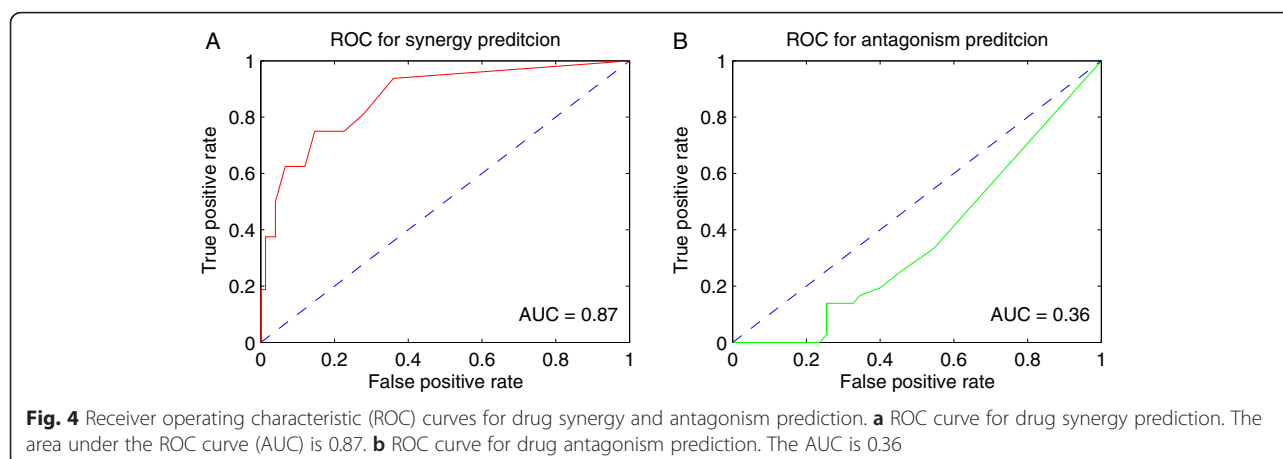 A
ROC for synergy preditcion
1
0.8
0.6
0.4
0.2
0
True positive rate
AUC = 0.87
0 0.2 0.4 0.6 0.8 1
False positive rate
B
ROC for antagonism preditcion
1
0.8
0.6
0.4
0.2
0
True positive rate
AUC = 0.36
0 0.2 0.4 0.6 0.8 1
False positive rate
Fig. 4 Receiver operating characteristic (ROC) curves for drug synergy and antagonism prediction. a ROC curve for drug synergy prediction. The
area under the ROC curve (AUC) is 0.87. b ROC curve for drug antagonism prediction. The AUC is 0.36